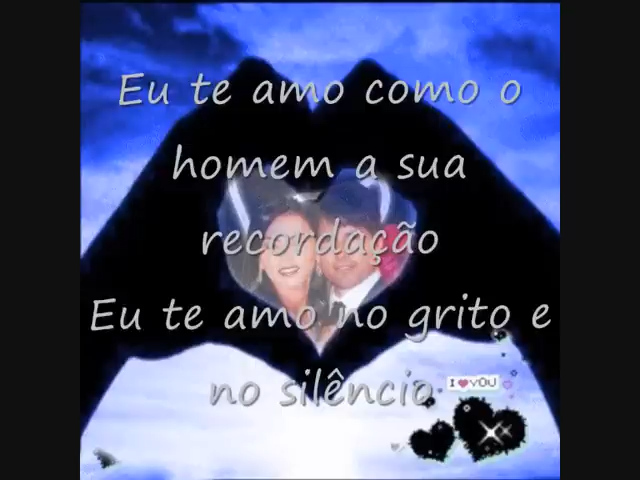 Eu te amo como o
homem a sua
recordação
Eu te amo no grito e
no silêncio
I ♥ YOU